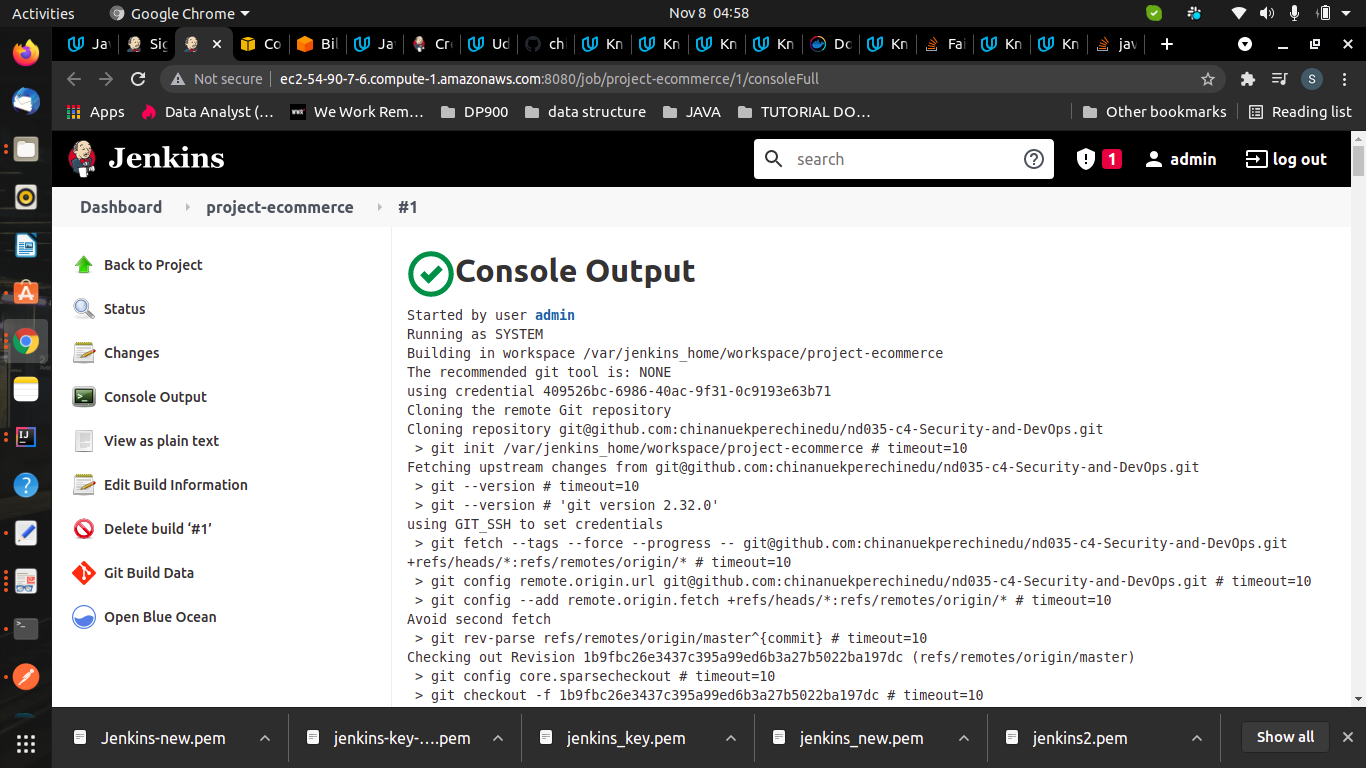 Activities
Google Chrome
Nov 8 04:58
Sig
Co
Bil
Cr
Ud
ch
Kn
Kn
Kn
Kn
Do
Kn
Fai
Kn
Kn
jav
Not secure
ec2-54-90-7-6.compute-1.amazonaws.com:8080/job/project-ecommerce/1/consoleFull
S
Apps
Data Analyst (...
We Work Rem...
DP900
data structure
JAVA
TUTORIAL DO...
Other bookmarks
Reading list
Jenkins
search
1
admin
log out
Dashboard
project-ecommerce
#1
Back to Project
Status
Changes
Console Output
View as plain text
Edit Build Information
Delete build ‘#1’
Git Build Data
Open Blue Ocean
Console Output
Started by user admin
Running as SYSTEM
Building in workspace /var/jenkins_home/workspace/project-ecommerce
The recommended git tool is: NONE
using credential 409526bc-6986-40ac-9f31-0c9193e63b71
Cloning the remote Git repository
Cloning repository git@github.com:chinanuekperechinedu/nd035-c4-Security-and-DevOps.git
> git init /var/jenkins_home/workspace/project-ecommerce # timeout=10
Fetching upstream changes from git@github.com:chinanuekperechinedu/nd035-c4-Security-and-DevOps.git
> git --version # timeout=10
> git --version # 'git version 2.32.0'
using GIT_SSH to set credentials
> git fetch --tags --force --progress -- git@github.com:chinanuekperechinedu/nd035-c4-Security-and-DevOps.git
+refs/heads/*:refs/remotes/origin/* # timeout=10
> git config remote.origin.url git@github.com:chinanuekperechinedu/nd035-c4-Security-and-DevOps.git # timeout=10
> git config --add remote.origin.fetch +refs/heads/*:refs/remotes/origin/* # timeout=10
Avoid second fetch
> git rev-parse refs/remotes/origin/master^{commit} # timeout=10
Checking out Revision 1b9fbc26e3437c395a99ed6b3a27b5022ba197dc (refs/remotes/origin/master)
> git config core.sparsecheckout # timeout=10
> git checkout -f 1b9fbc26e3437c395a99ed6b3a27b5022ba197dc # timeout=10
Jenkins-new.pem
jenkins-key-....pem
jenkins_key.pem
jenkins_new.pem
jenkins2.pem
Show all